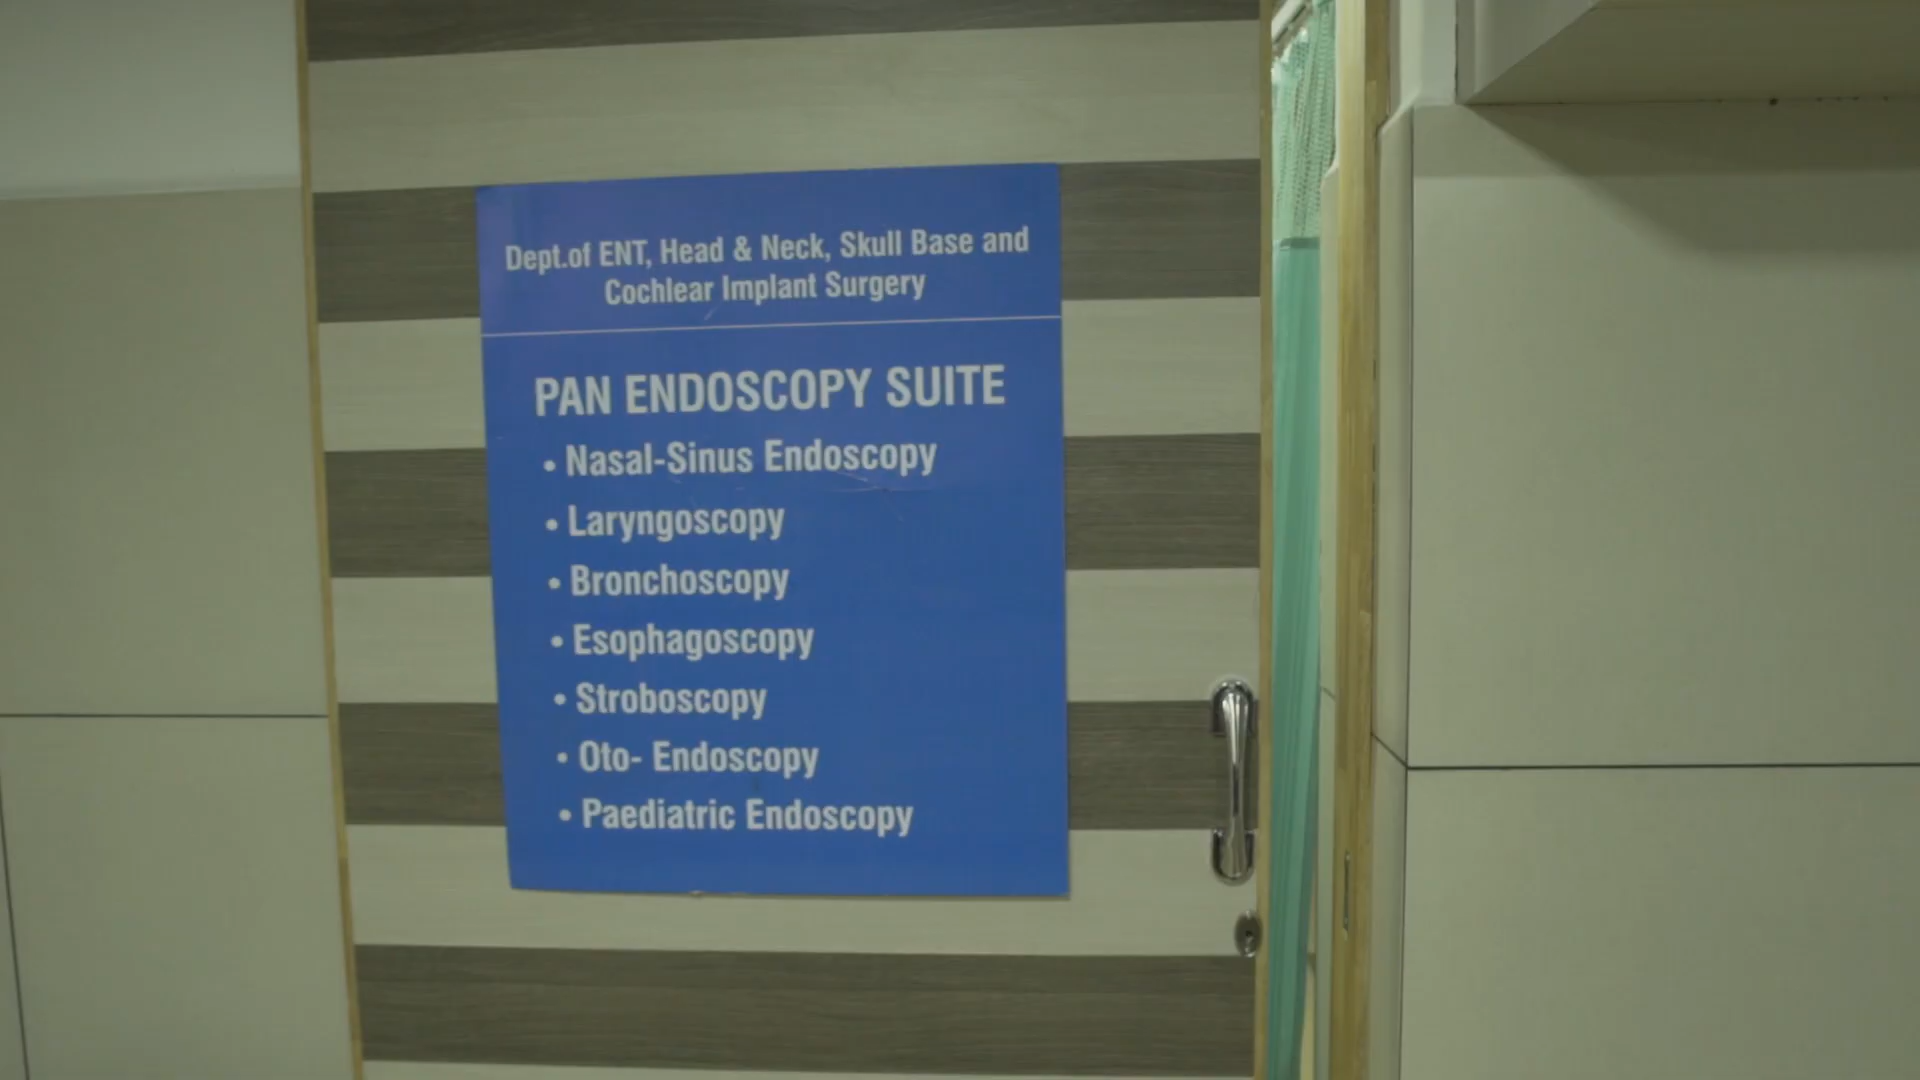 Dept.of ENT, Head & Neck, Skull Base and
Cochlear Implant Surgery
PAN ENDOSCOPY SUITE
• Nasal-Sinus Endoscopy
• Laryngoscopy
• Bronchoscopy
• Esophagoscopy
• Stroboscopy
• Oto- Endoscopy
• Paediatric Endoscopy